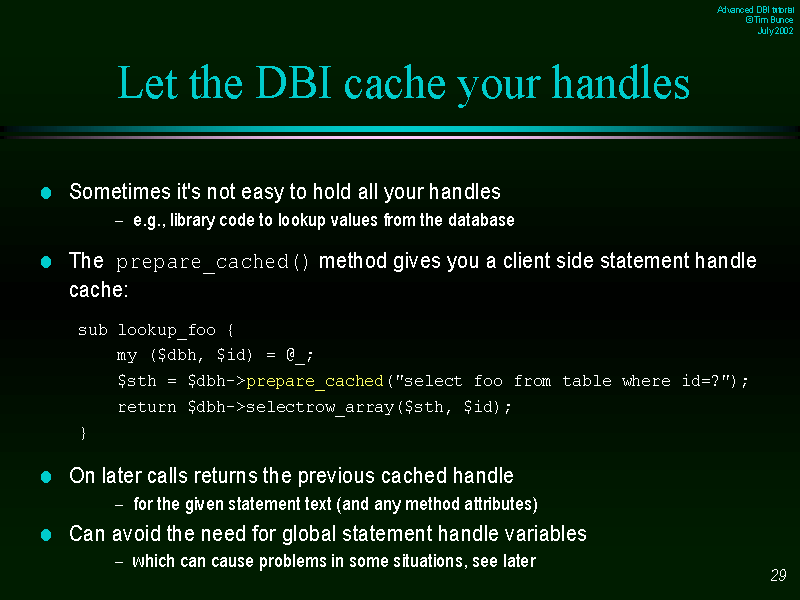 Advanced DBI tutorial
©Tim Bunce
July 2002
Let the DBI cache your handles
Sometimes it's not easy to hold all your handles
– e.g., library code to lookup values from the database
The prepare_cached() method gives you a client side statement handle
cache:
sub lookup_foo {
my ($dbh, $id) = @_;
$sth = $dbh->prepare_cached("select foo from table where id=?");
return $dbh->selectrow_array($sth, $id);
}
On later calls returns the previous cached handle
– for the given statement text (and any method attributes)
Can avoid the need for global statement handle variables
– which can cause problems in some situations, see later
29